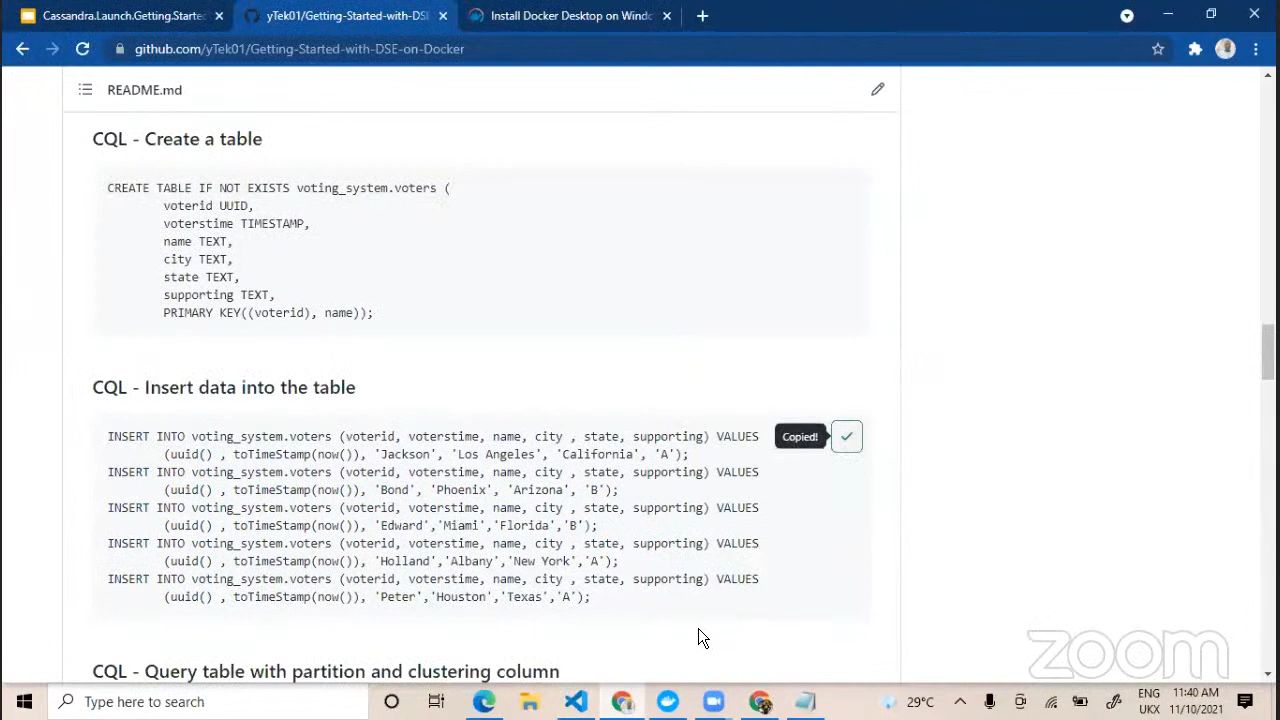 Cassandra.Launch.Getting.Starte
yTek01/Getting-Started-with-DSE
Install Docker Desktop on Windo
github.com/yTek01/Getting-Started-with-DSE-on-Docker
README.md
CQL - Create a table
CREATE TABLE IF NOT EXISTS voting_system.voters (
voterid UUID,
voterstime TIMESTAMP,
name TEXT,
city TEXT,
state TEXT,
supporting TEXT,
PRIMARY KEY((voterid), name));
CQL - Insert data into the table
INSERT INTO voting_system.voters (voterid, voterstime, name, city , state, supporting) VALUES
Copied!
(uuid() , toTimeStamp(now()), 'Jackson', 'Los Angeles', 'California', 'A');
INSERT INTO voting_system.voters (voterid, voterstime, name, city , state, supporting) VALUES
(uuid() , toTimeStamp(now()), 'Bond', 'Phoenix', 'Arizona', 'B');
INSERT INTO voting_system.voters (voterid, voterstime, name, city , state, supporting) VALUES
(uuid() , toTimeStamp(now()), 'Edward','Miami','Florida','B');
INSERT INTO voting_system.voters (voterid, voterstime, name, city , state, supporting) VALUES
(uuid() , toTimeStamp(now()), 'Holland','Albany','New York','A');
INSERT INTO voting_system.voters (voterid, voterstime, name, city , state, supporting) VALUES
(uuid() , toTimeStamp(now()), 'Peter','Houston','Texas','A');
CQL - Query table with partition and clustering column
zoom
Type here to search
29°C
ENG
UKX
11:40 AM
11/10/2021